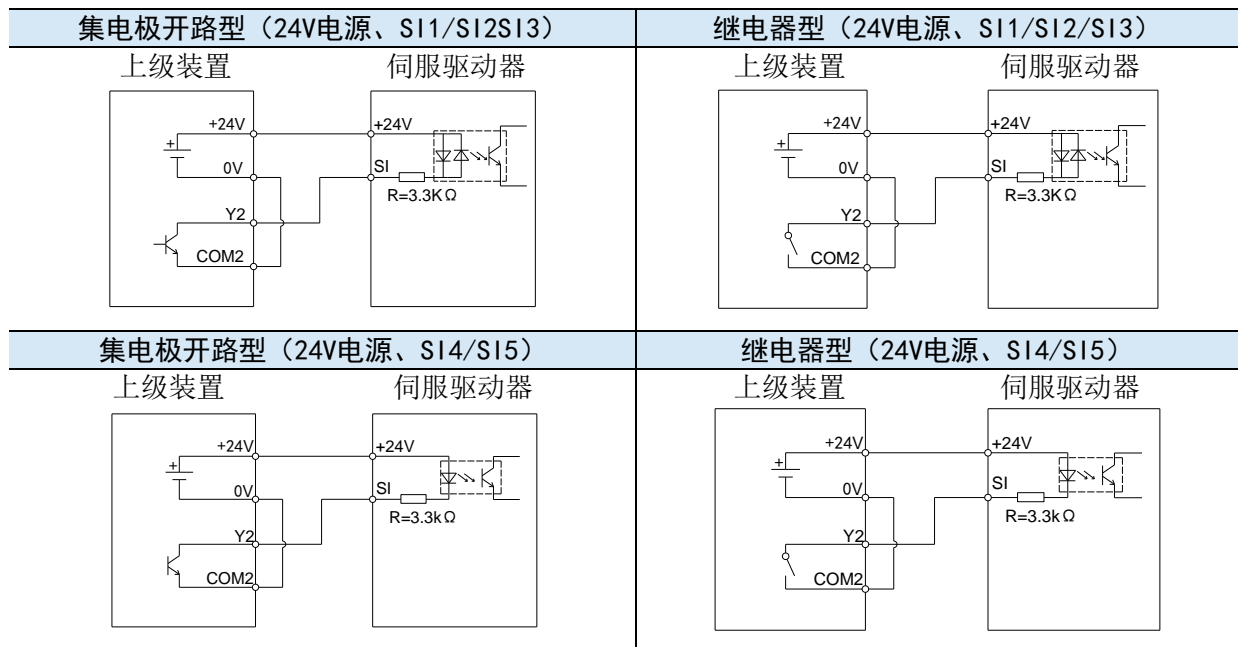 集电极开路型（24V电源、SI1/SI2SI3）
继电器型（24V电源、SI1/SI2/SI3）
上级装置
伺服驱动器
+24V
+24V
+
0V
SI
R=3.3KΩ
Y2
COM2
上级装置
伺服驱动器
+24V
+24V
+
0V
SI
R=3.3KΩ
Y2
COM2
集电极开路型（24V电源、SI4/SI5）
继电器型（24V电源、SI4/SI5）
上级装置
伺服驱动器
+24V
+24V
+
0V
SI
R=3.3kΩ
Y2
COM2
上级装置
伺服驱动器
+24V
+24V
+
0V
SI
R=3.3kΩ
Y2
COM2